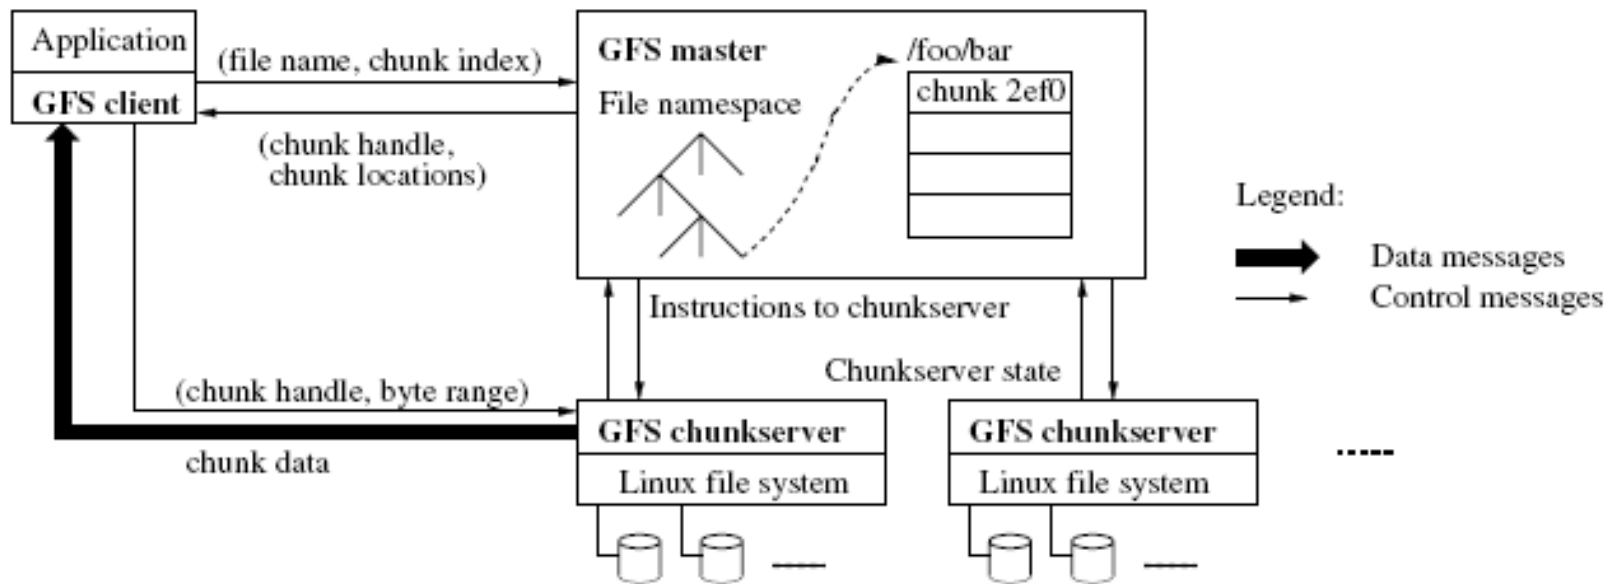 Application
GFS client
(file name, chunk index)
(chunk handle,
chunk locations)
GFS master
File namespace
/foo/bar
chunk 2ef0
Legend:
Data messages
Control messages
Instructions to chunkserver
Chunkserver state
(chunk handle, byte range)
chunk data
GFS chunkserver
Linux file system
GFS chunkserver
Linux file system